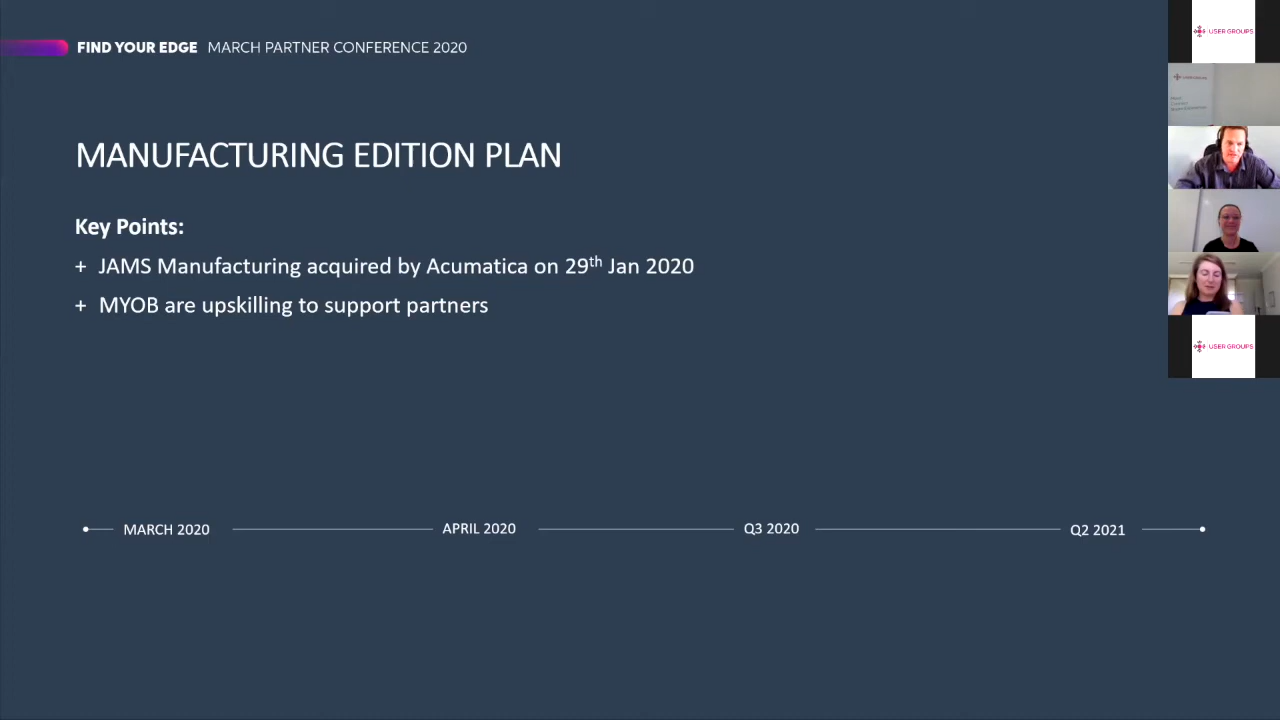 FIND YOUR EDGE MARCH PARTNER CONFERENCE 2020
MANUFACTURING EDITION PLAN
Key Points:
+ JAMS Manufacturing acquired by Acumatica on 29th Jan 2020
+ MYOB are upskilling to support partners
MARCH 2020
APRIL 2020
Q3 2020
Q2 2021
USER GROUPS
USER GROUPS